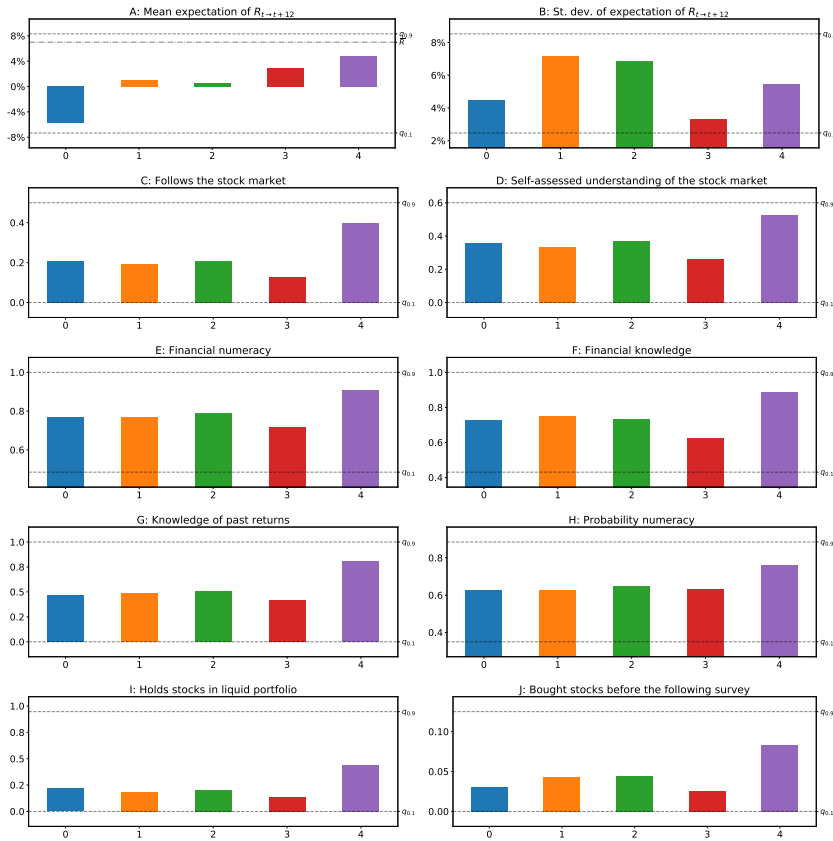 A: Mean expectation of R_{t→t+12}
8%
4%
0%
-4%
-8%
q_{0.9}
R̄
q_{0.1}
0 1 2 3 4
B: St. dev. of expectation of R_{t→t+12}
8%
6%
4%
2%
q_{0.
q_{0.
0 1 2 3 4
C: Follows the stock market
0.4
0.2
0.0
q_{0.9}
q_{0.1}
0 1 2 3 4
D: Self-assessed understanding of the stock market
0.6
0.4
0.2
0.0
q_{0.9}
q_{0.1}
0 1 2 3 4
E: Financial numeracy
1.0
0.8
0.6
q_{0.9}
q_{0.1}
0 1 2 3 4
F: Financial knowledge
1.0
0.8
0.6
0.4
q_{0.9}
q_{0.1}
0 1 2 3 4
G: Knowledge of past returns
1.0
0.8
0.5
0.2
0.0
q_{0.9}
q_{0.1}
0 1 2 3 4
H: Probability numeracy
0.8
0.6
0.4
q_{0.9}
q_{0.1}
0 1 2 3 4
I: Holds stocks in liquid portfolio
1.0
0.8
0.5
0.2
0.0
q_{0.9}
q_{0.1}
0 1 2 3 4
J: Bought stocks before the following survey
0.10
0.05
0.00
q_{0.9}
q_{0.1}
0 1 2 3 4